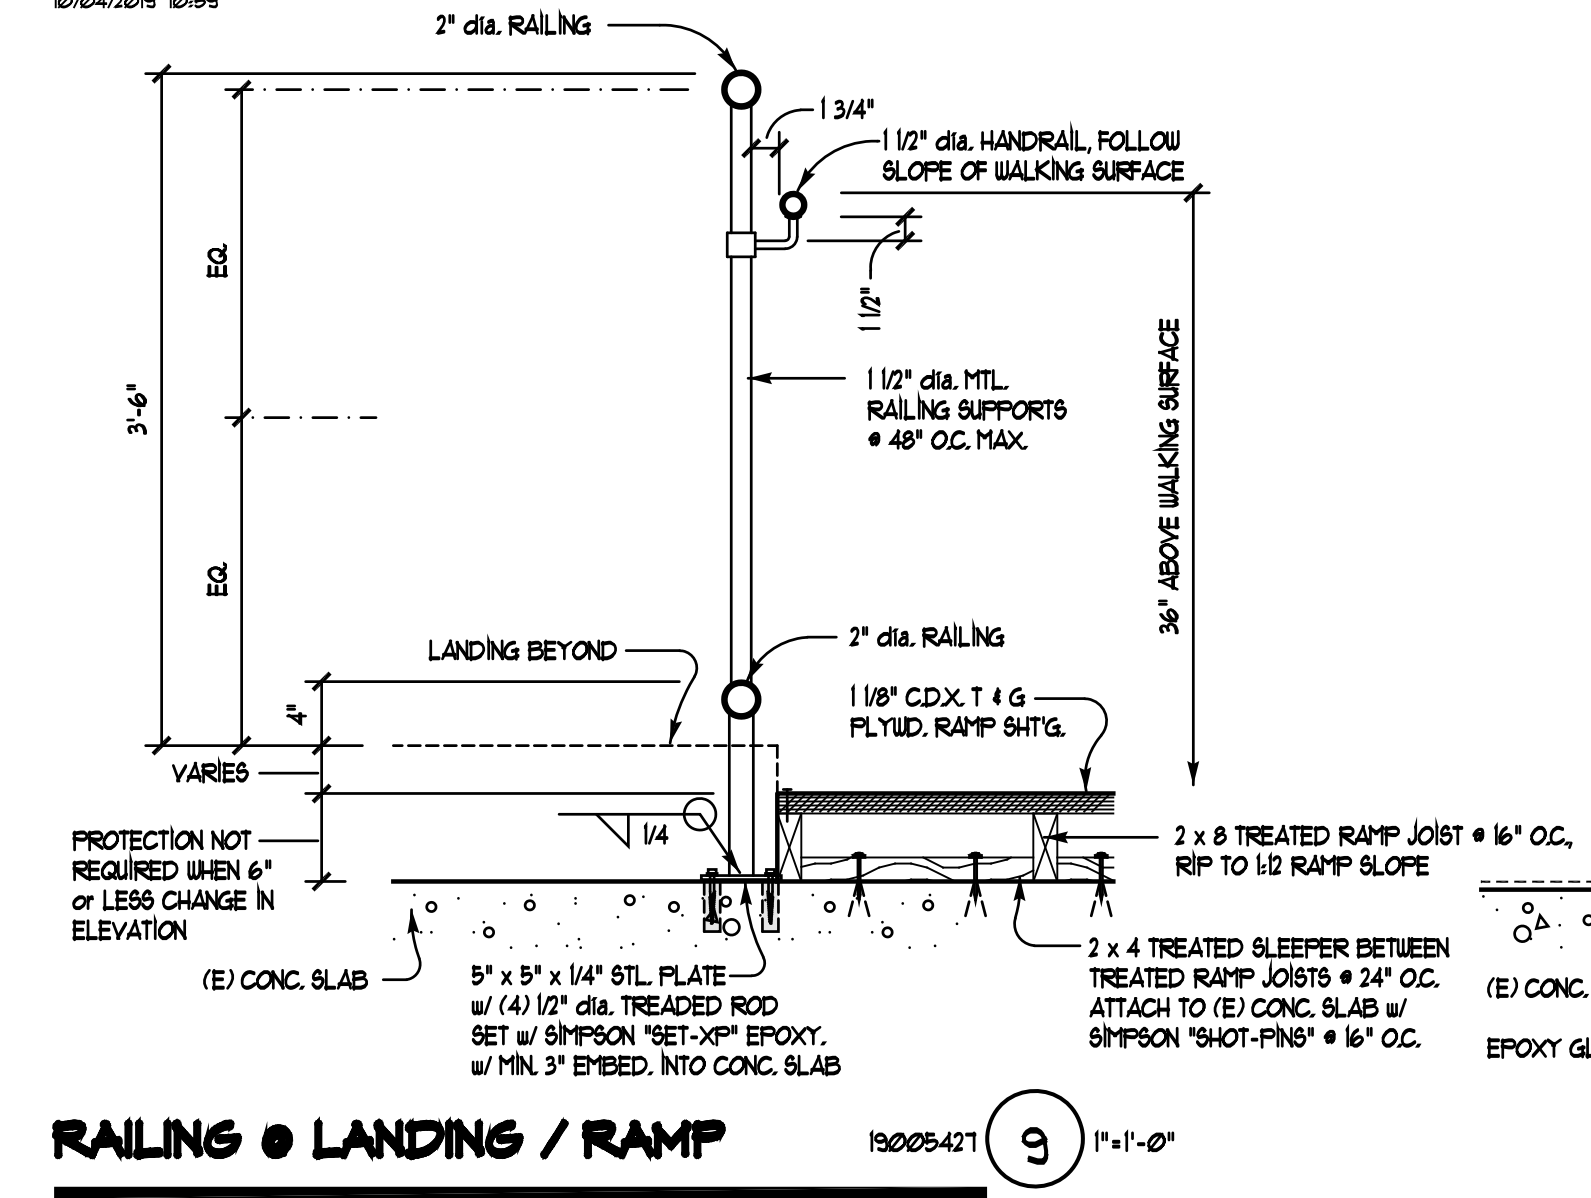 2" dia. RAILING
1 3/4"
1 1/2" dia. HANDRAIL, FOLLOW
SLOPE OF WALKING SURFACE
EQ
1 1/2"
3'-6"
1 1/2" dia. MTL.
RAILING SUPPORTS
@ 48" O.C. MAX.
36" ABOVE WALKING SURFACE
EQ
LANDING BEYOND
2" dia. RAILING
4"
1 1/8" C.D.X. T & G
PLYWD. RAMP SHT'G.
VARIES
1/4
PROTECTION NOT
REQUIRED WHEN 6"
or LESS CHANGE IN
ELEVATION
2 x 8 TREATED RAMP JOIST @ 16" O.C.,
RIP TO 1:12 RAMP SLOPE
(E) CONC. SLAB
5" x 5" x 1/4" STL. PLATE
w/ (4) 1/2" dia. TREADED ROD
SET w/ SIMPSON "SET-XP" EPOXY.
w/ MIN. 3" EMBED. INTO CONC. SLAB
2 x 4 TREATED SLEEPER BETWEEN
TREATED RAMP JOISTS @ 24" O.C.
ATTACH TO (E) CONC. SLAB w/
SIMPSON "SHOT-PINS" @ 16" O.C.
(E) CONC.
EPOXY
RAILING @ LANDING / RAMP
19005427
9
1"=1'-0"